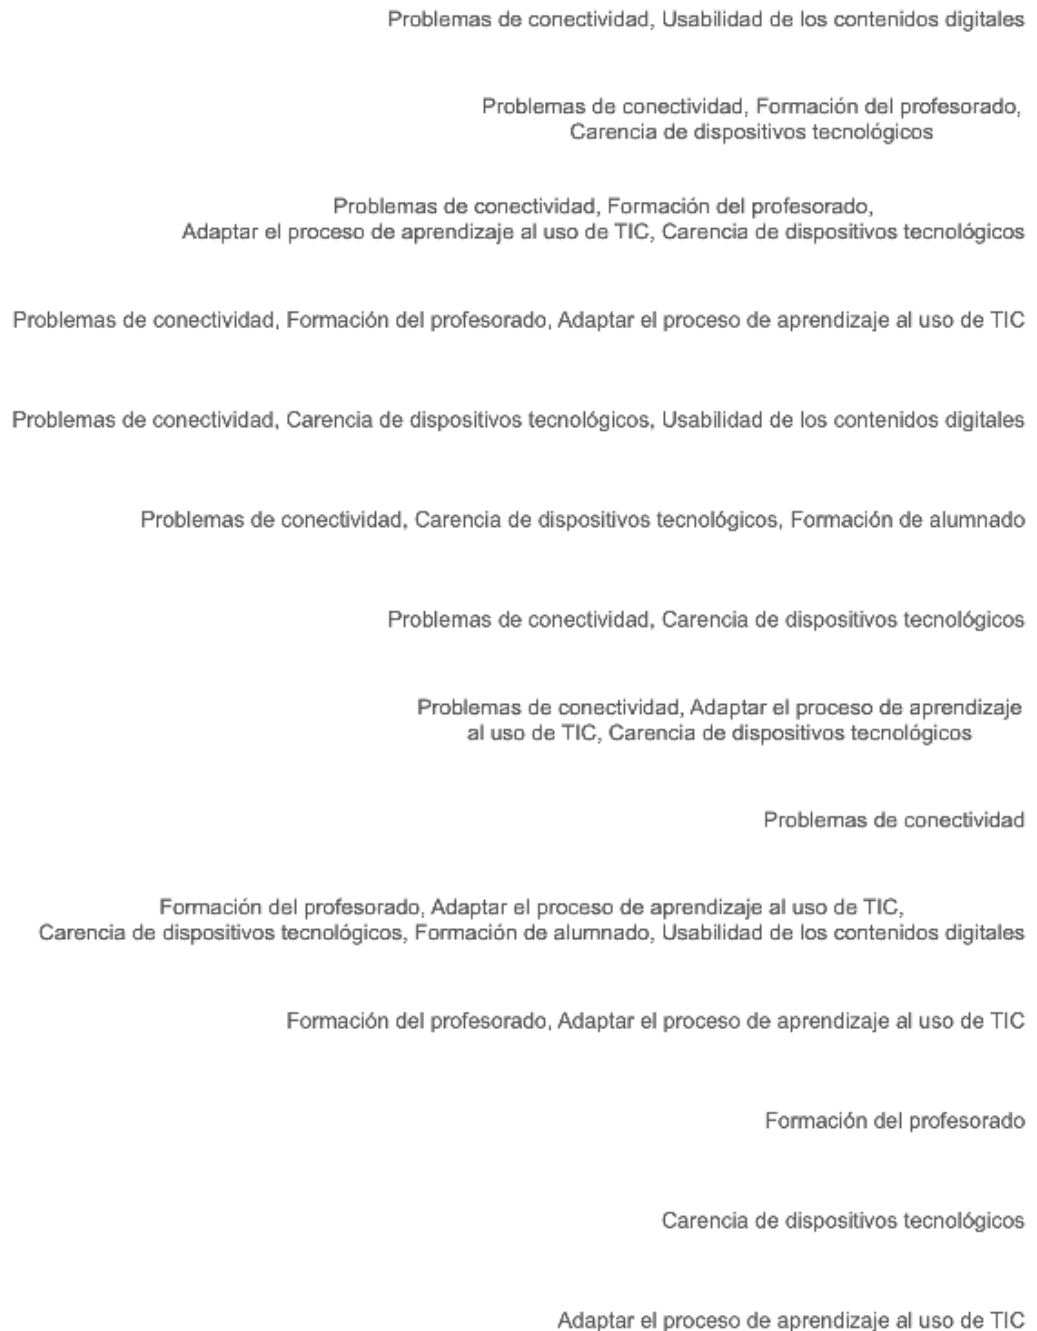 Problemas de conectividad, Usabilidad de los contenidos digitales
Problemas de conectividad, Formación del profesorado,
Carencia de dispositivos tecnológicos
Problemas de conectividad, Formación del profesorado,
Adaptar el proceso de aprendizaje al uso de TIC, Carencia de dispositivos tecnológicos
Problemas de conectividad, Formación del profesorado, Adaptar el proceso de aprendizaje al uso de TIC
Problemas de conectividad, Carencia de dispositivos tecnológicos, Usabilidad de los contenidos digitales
Problemas de conectividad, Carencia de dispositivos tecnológicos, Formación de alumnado
Problemas de conectividad, Carencia de dispositivos tecnológicos
Problemas de conectividad, Adaptar el proceso de aprendizaje
al uso de TIC, Carencia de dispositivos tecnológicos
Problemas de conectividad
Formación del profesorado, Adaptar el proceso de aprendizaje al uso de TIC,
Carencia de dispositivos tecnológicos, Formación de alumnado, Usabilidad de los contenidos digitales
Formación del profesorado, Adaptar el proceso de aprendizaje al uso de TIC
Formación del profesorado
Carencia de dispositivos tecnológicos
Adaptar el proceso de aprendizaje al uso de TIC